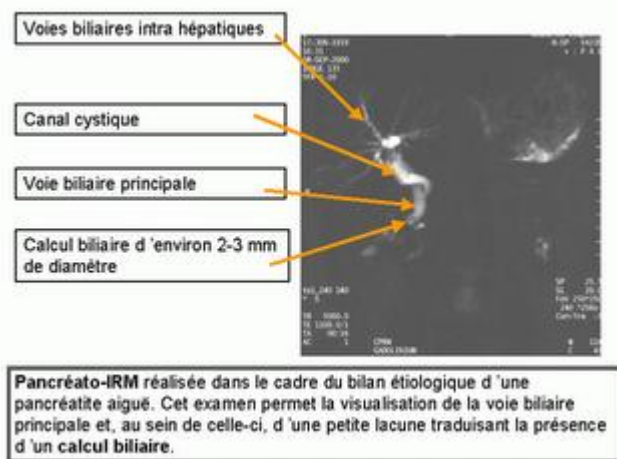 Voies biliaires intra hépatiques
Canal cystique
Voie biliaire principale
Calcul biliaire d 'environ 2-3 mm
de diamètre
Pancréato-IRM réalisée dans le cadre du bilan étiologique d 'une
pancréatite aiguë. Cet examen permet la visualisation de la voie biliaire
principale et, au sein de celle-ci, d 'une petite lacune traduisant la présence
d 'un calcul biliaire.